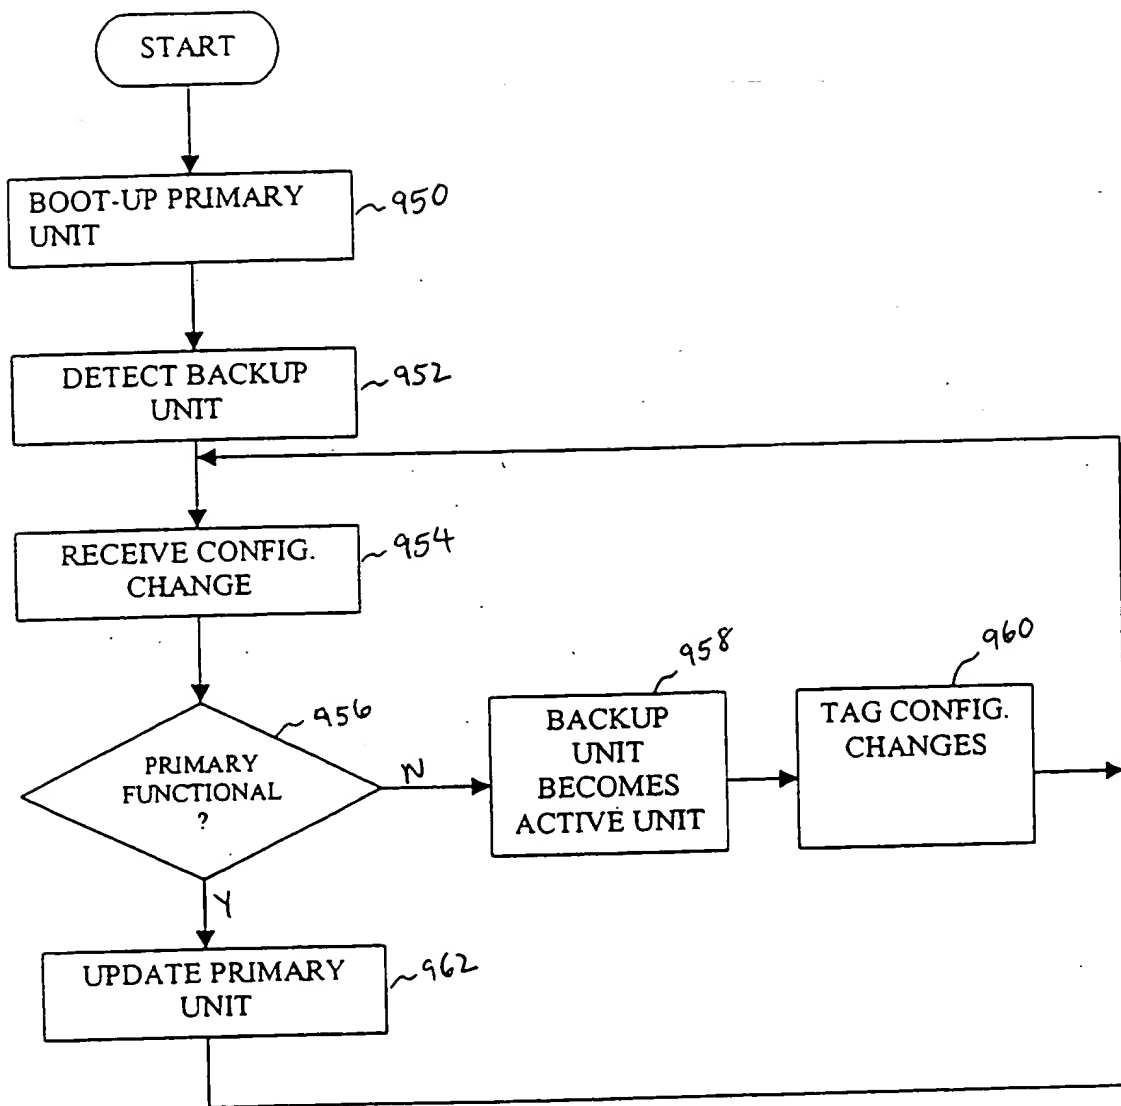 START
BOOT-UP PRIMARY
UNIT
~950
DETECT BACKUP
UNIT
~952
RECEIVE CONFIG.
CHANGE
~954
PRIMARY
FUNCTIONAL
?
956
N
BACKUP
UNIT
BECOMES
ACTIVE UNIT
958
TAG CONFIG.
CHANGES
960
Y
UPDATE PRIMARY
UNIT
~962